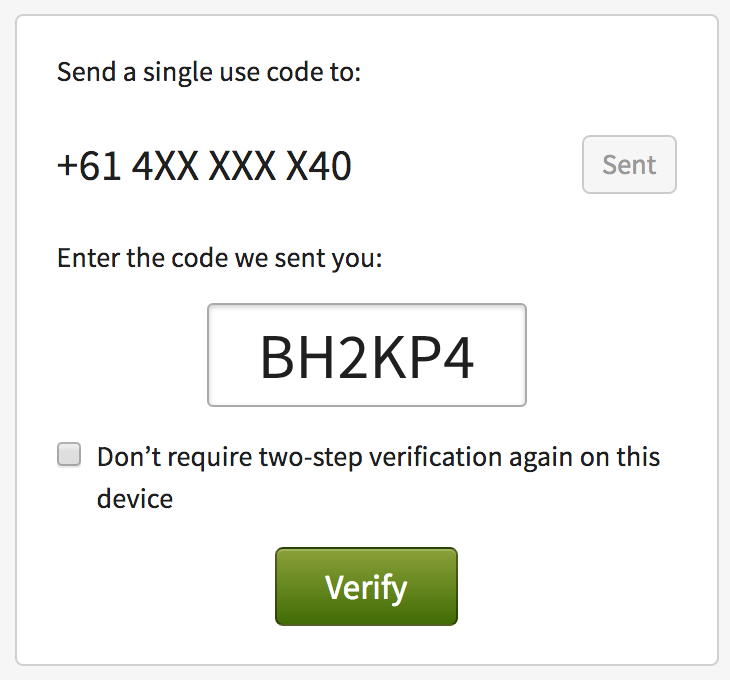 Send a single use code to:
+61 4XX XXX X40
Sent
Enter the code we sent you:
BH2KP4
Don’t require two-step verification again on this
device
Verify